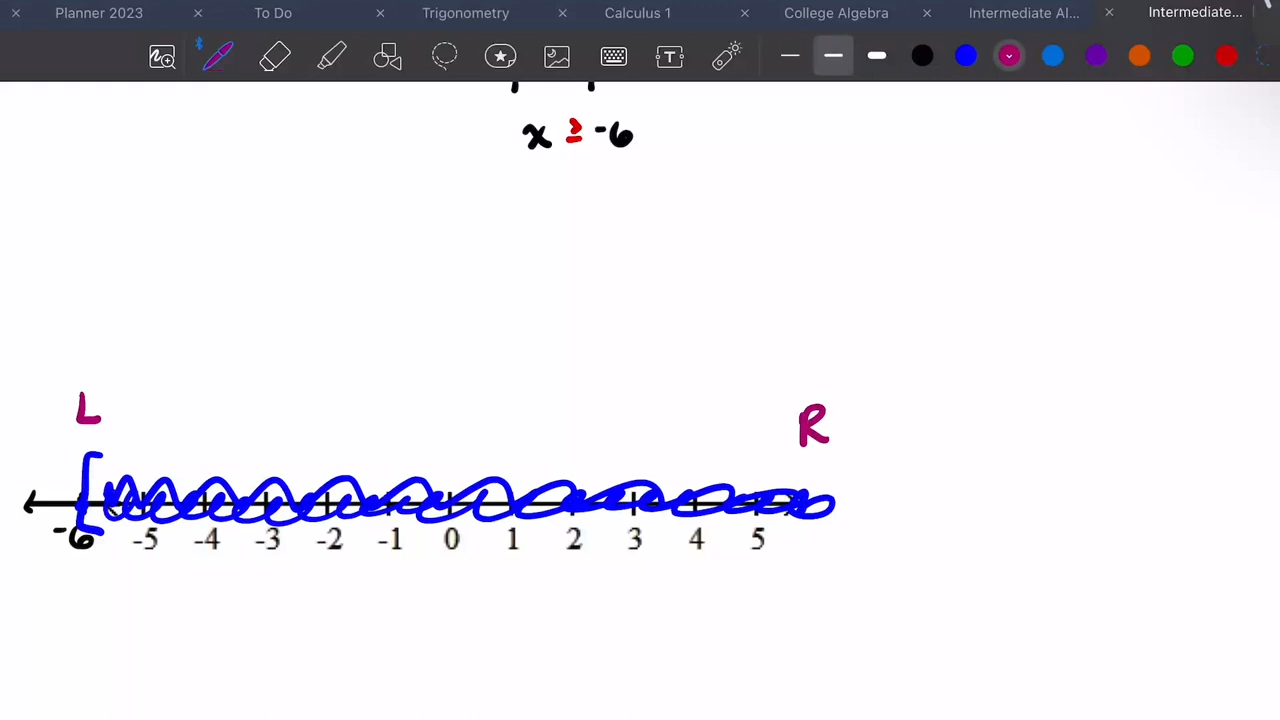 Planner 2023 To Do Trigonometry Calculus 1 College Algebra Intermediate Al... Intermediate...
x ≥ -6
L R
[
-6 -5 -4 -3 -2 -1 0 1 2 3 4 5